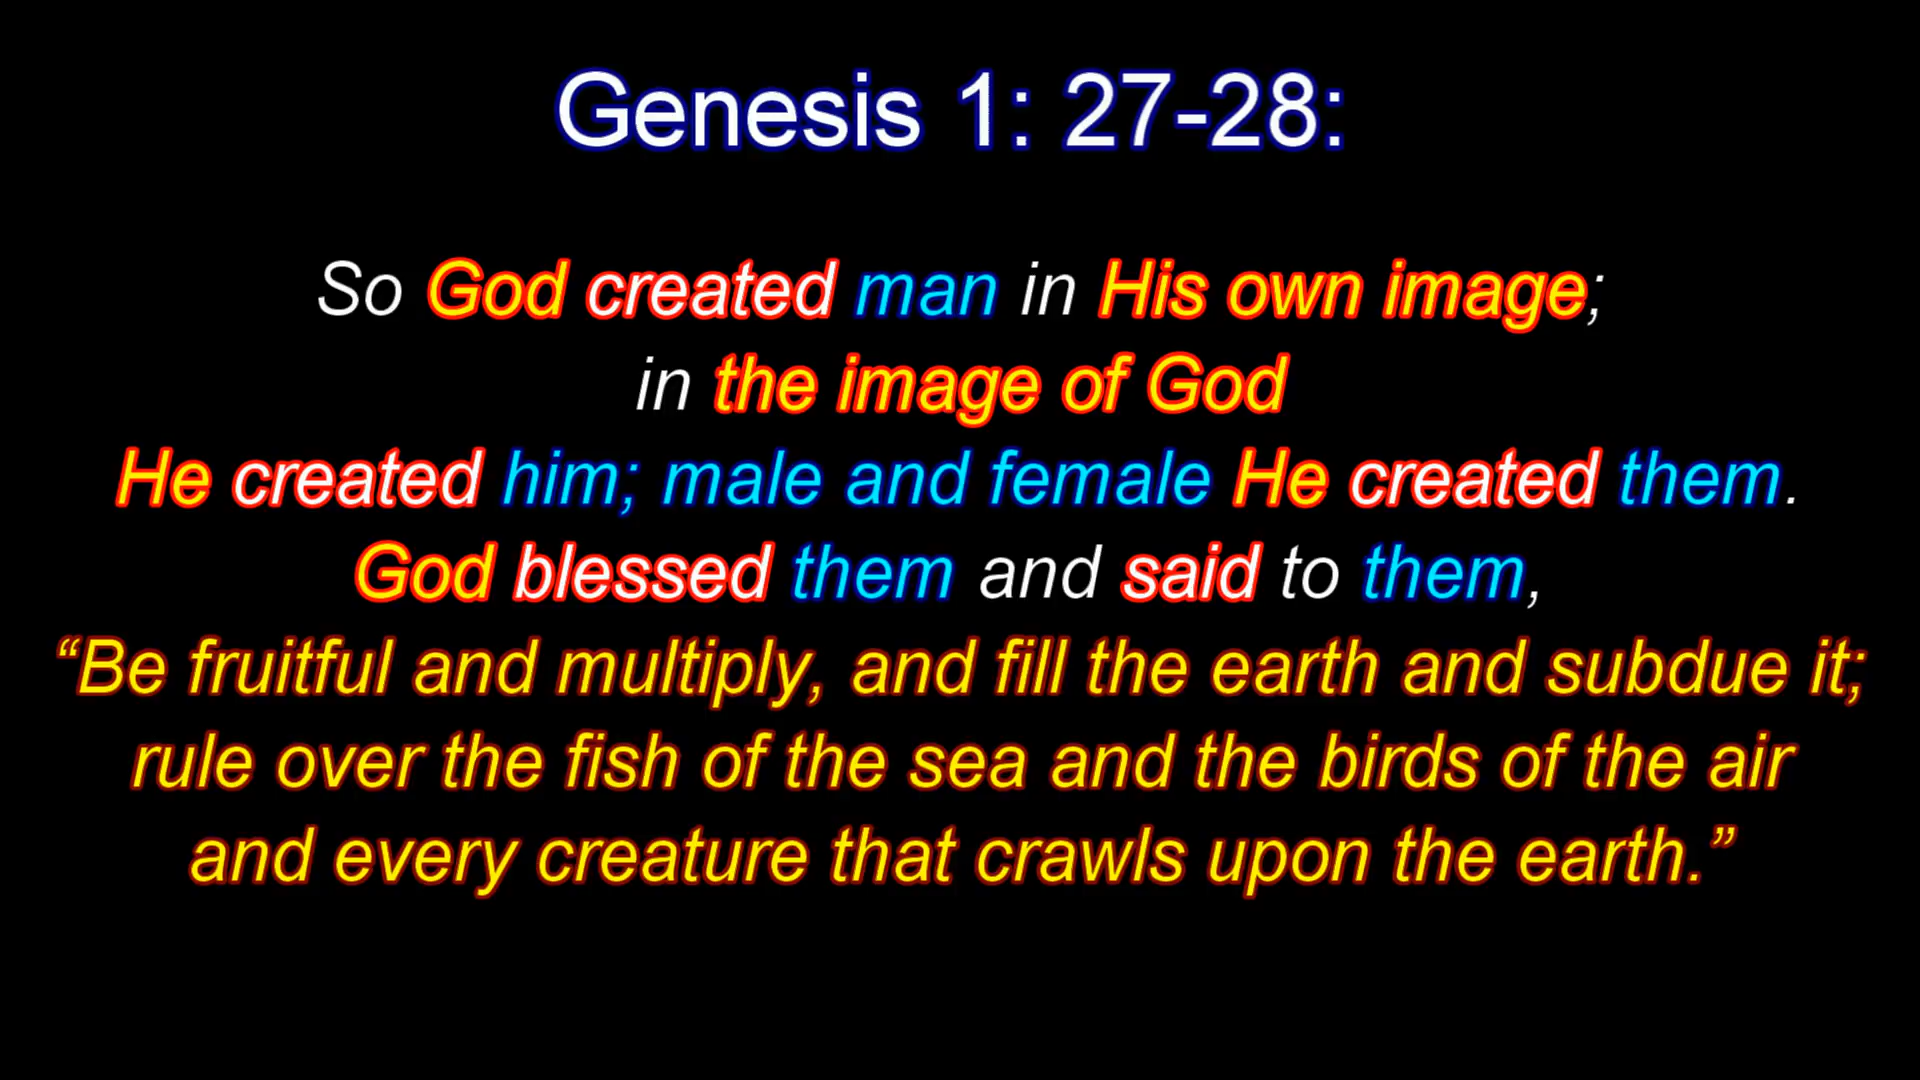 Genesis 1: 27-28:
So God created man in His own image;
in the image of God
He created him; male and female He created them.
God blessed them and said to them,
“Be fruitful and multiply, and fill the earth and subdue it;
rule over the fish of the sea and the birds of the air
and every creature that crawls upon the earth.”